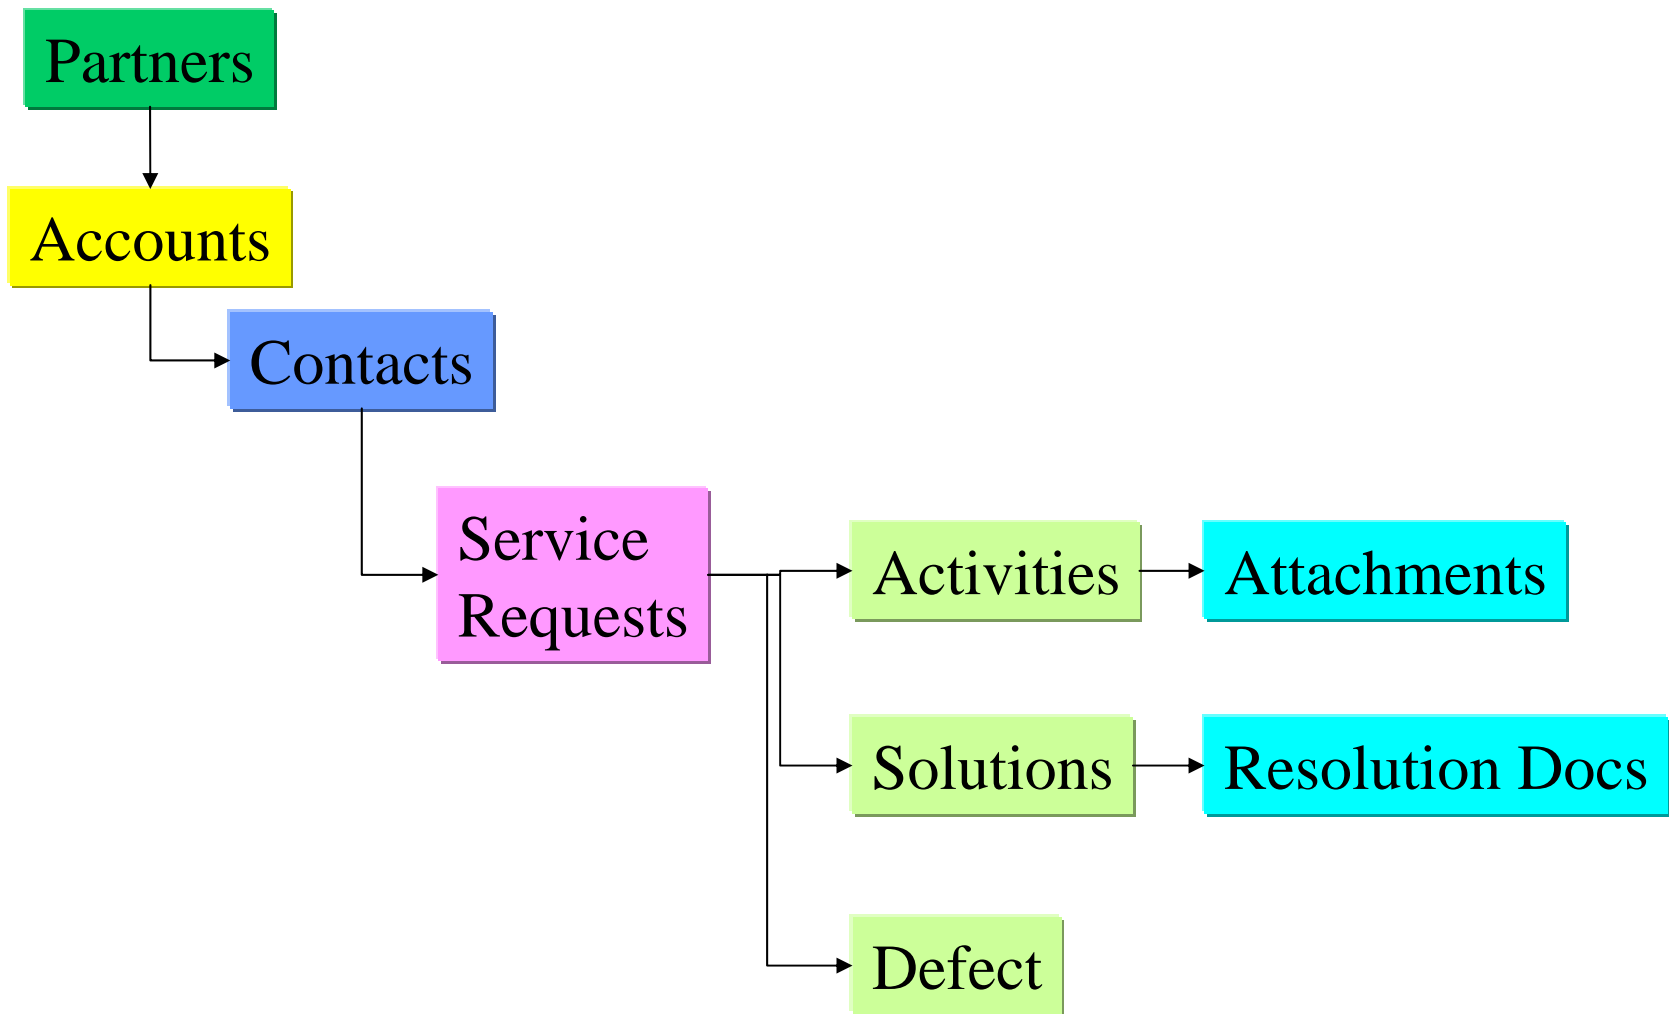 Partners
Accounts
Contacts
Service
Requests
Activities
Attachments
Solutions
Resolution Docs
Defect